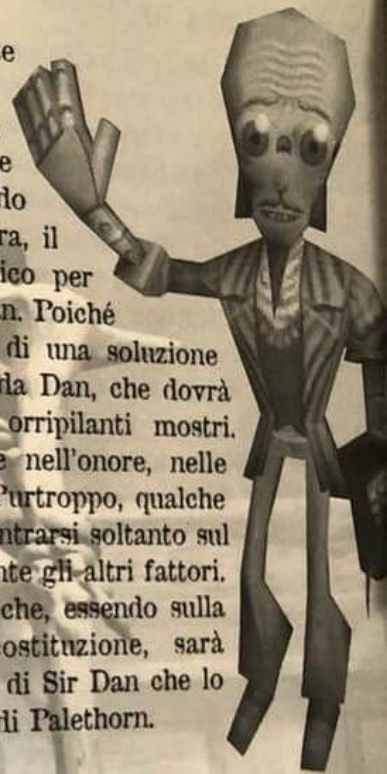 e
e
do
ra, il
ico per
n. Poiché
di una soluzione
da Dan, che dovrà
orripilanti mostri.
e nell'onore, nelle
Purtroppo, qualche
ntrarsi soltanto sul
nte gli altri fattori.
che, essendo sulla
ostituzione, sarà
di Sir Dan che lo
di Palethorn.